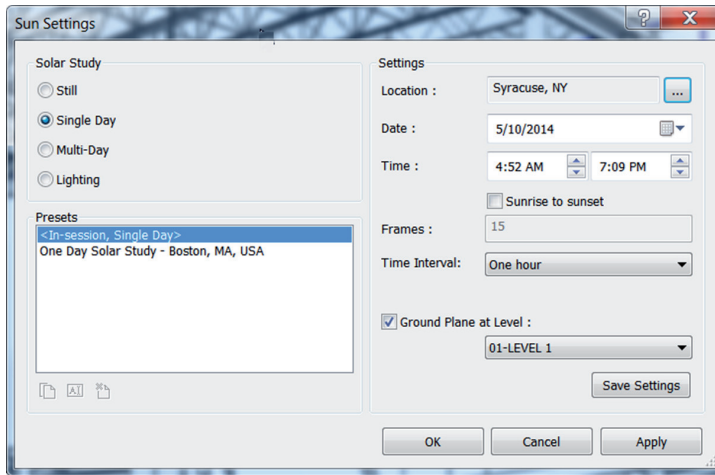 Sun Settings
Solar Study
Still
Single Day
Multi-Day
Lighting
Presets
<In-session, Single Day>
One Day Solar Study - Boston, MA, USA
Settings
Location :
Syracuse, NY
...
Date :
5/10/2014
Time :
4:52 AM
7:09 PM
Sunrise to sunset
Frames :
15
Time Interval:
One hour
Ground Plane at Level :
01-LEVEL 1
Save Settings
OK
Cancel
Apply